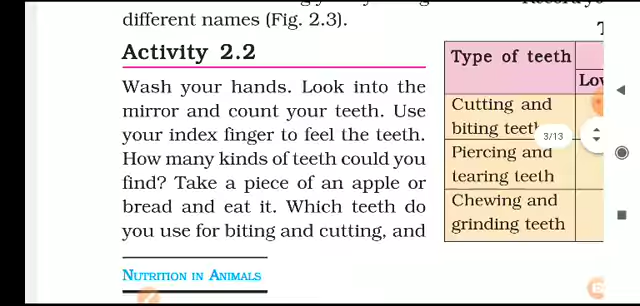 different names (Fig. 2.3).
Activity 2.2
Wash your hands. Look into the
mirror and count your teeth. Use
your index finger to feel the teeth.
How many kinds of teeth could you
find? Take a piece of an apple or
bread and eat it. Which teeth do
you use for biting and cutting, and
NUTRITION IN ANIMALS
Type of teeth
Cutting and
biting teeth
Piercing and
tearing teeth
Chewing and
grinding teeth
3/13